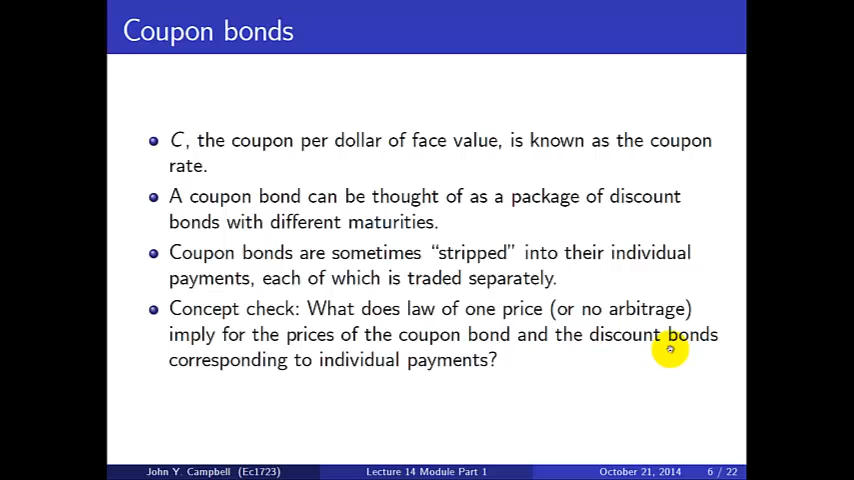 Coupon bonds
C, the coupon per dollar of face value, is known as the coupon
rate.
A coupon bond can be thought of as a package of discount
bonds with different maturities.
Coupon bonds are sometimes “stripped” into their individual
payments, each of which is traded separately.
Concept check: What does law of one price (or no arbitrage)
imply for the prices of the coupon bond and the discount bonds
corresponding to individual payments?
John Y. Campbell (Ec1723) Lecture 14 Module Part 1 October 21, 2014 6 / 22